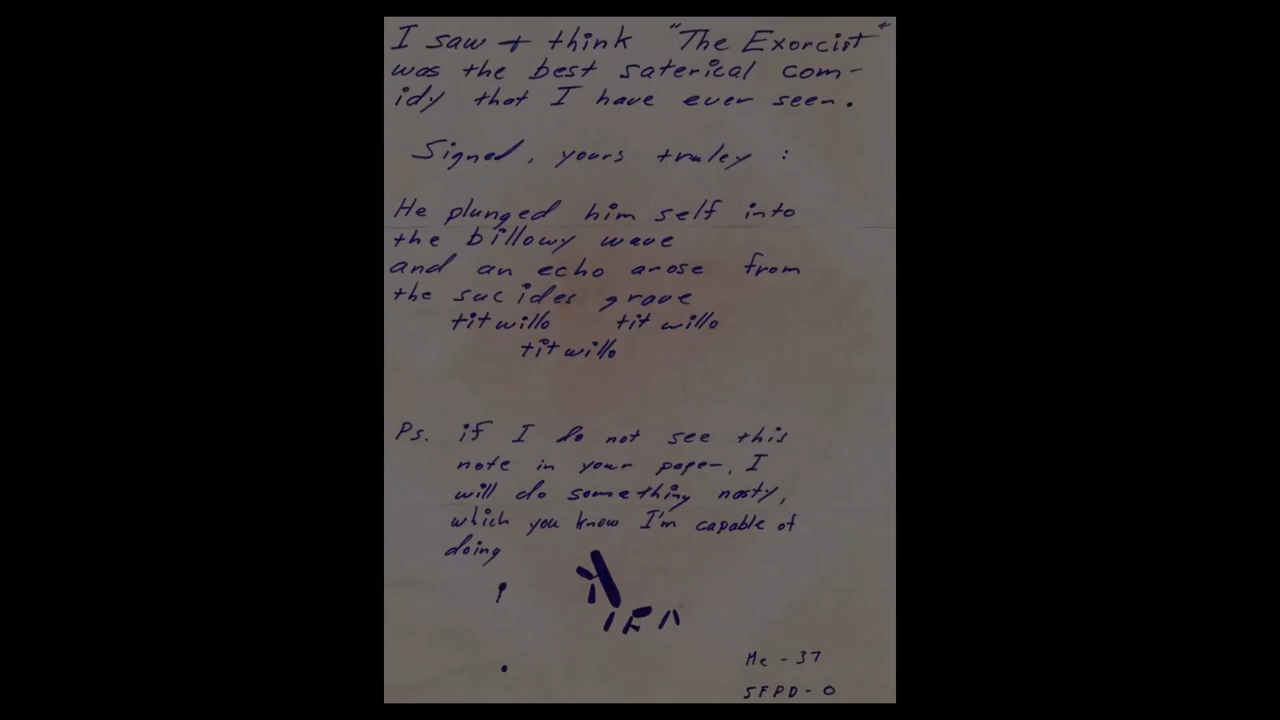 I saw + think "The Exorcist"
was the best saterical com-
idy that I have ever seen.
Signed, yours truley :
He plunged him self into
the billowy wave
and an echo arose from
the sucides grave
tit willo tit willo
tit willo
Ps. if I do not see this
note in your paper, I
will do something nasty,
which you know I'm capable of
doing
Me - 37
SFPD - 0